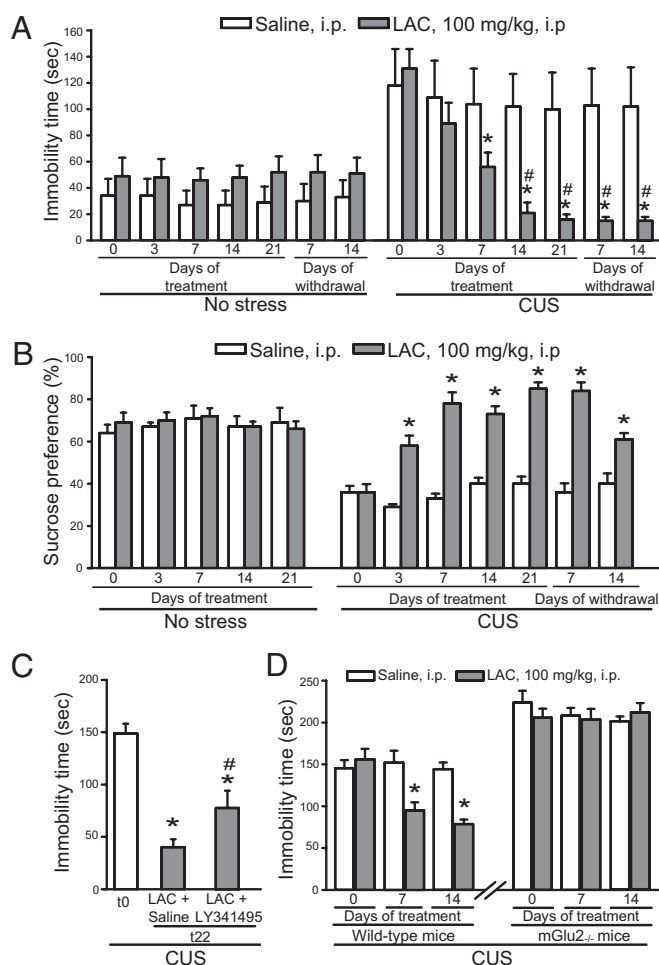 A
Saline, i.p. LAC, 100 mg/kg, i.p
Immobility time (sec)
160
140
120
100
80
60
40
20
0
* # * # * # * # *
0 3 7 14 21 7 14 0 3 7 14 21 7 14
Days of treatment Days of withdrawal Days of treatment Days of withdrawal
No stress CUS
B
Saline, i.p. LAC, 100 mg/kg, i.p
Sucrose preference (%)
100
80
60
40
20
0
* * * * * *
0 3 7 14 21 0 3 7 14 21 7 14
Days of treatment Days of treatment Days of withdrawal
No stress CUS
C
Immobility time (sec)
200
150
100
50
0
* # *
t0 LAC + Saline LAC + LY341495
t22
CUS
D
Saline, i.p. LAC, 100 mg/kg, i.p.
Immobility time (sec)
250
200
150
100
50
0
* *
0 7 14 0 7 14
Days of treatment Days of treatment
Wild-type mice mGlu2-/- mice
CUS